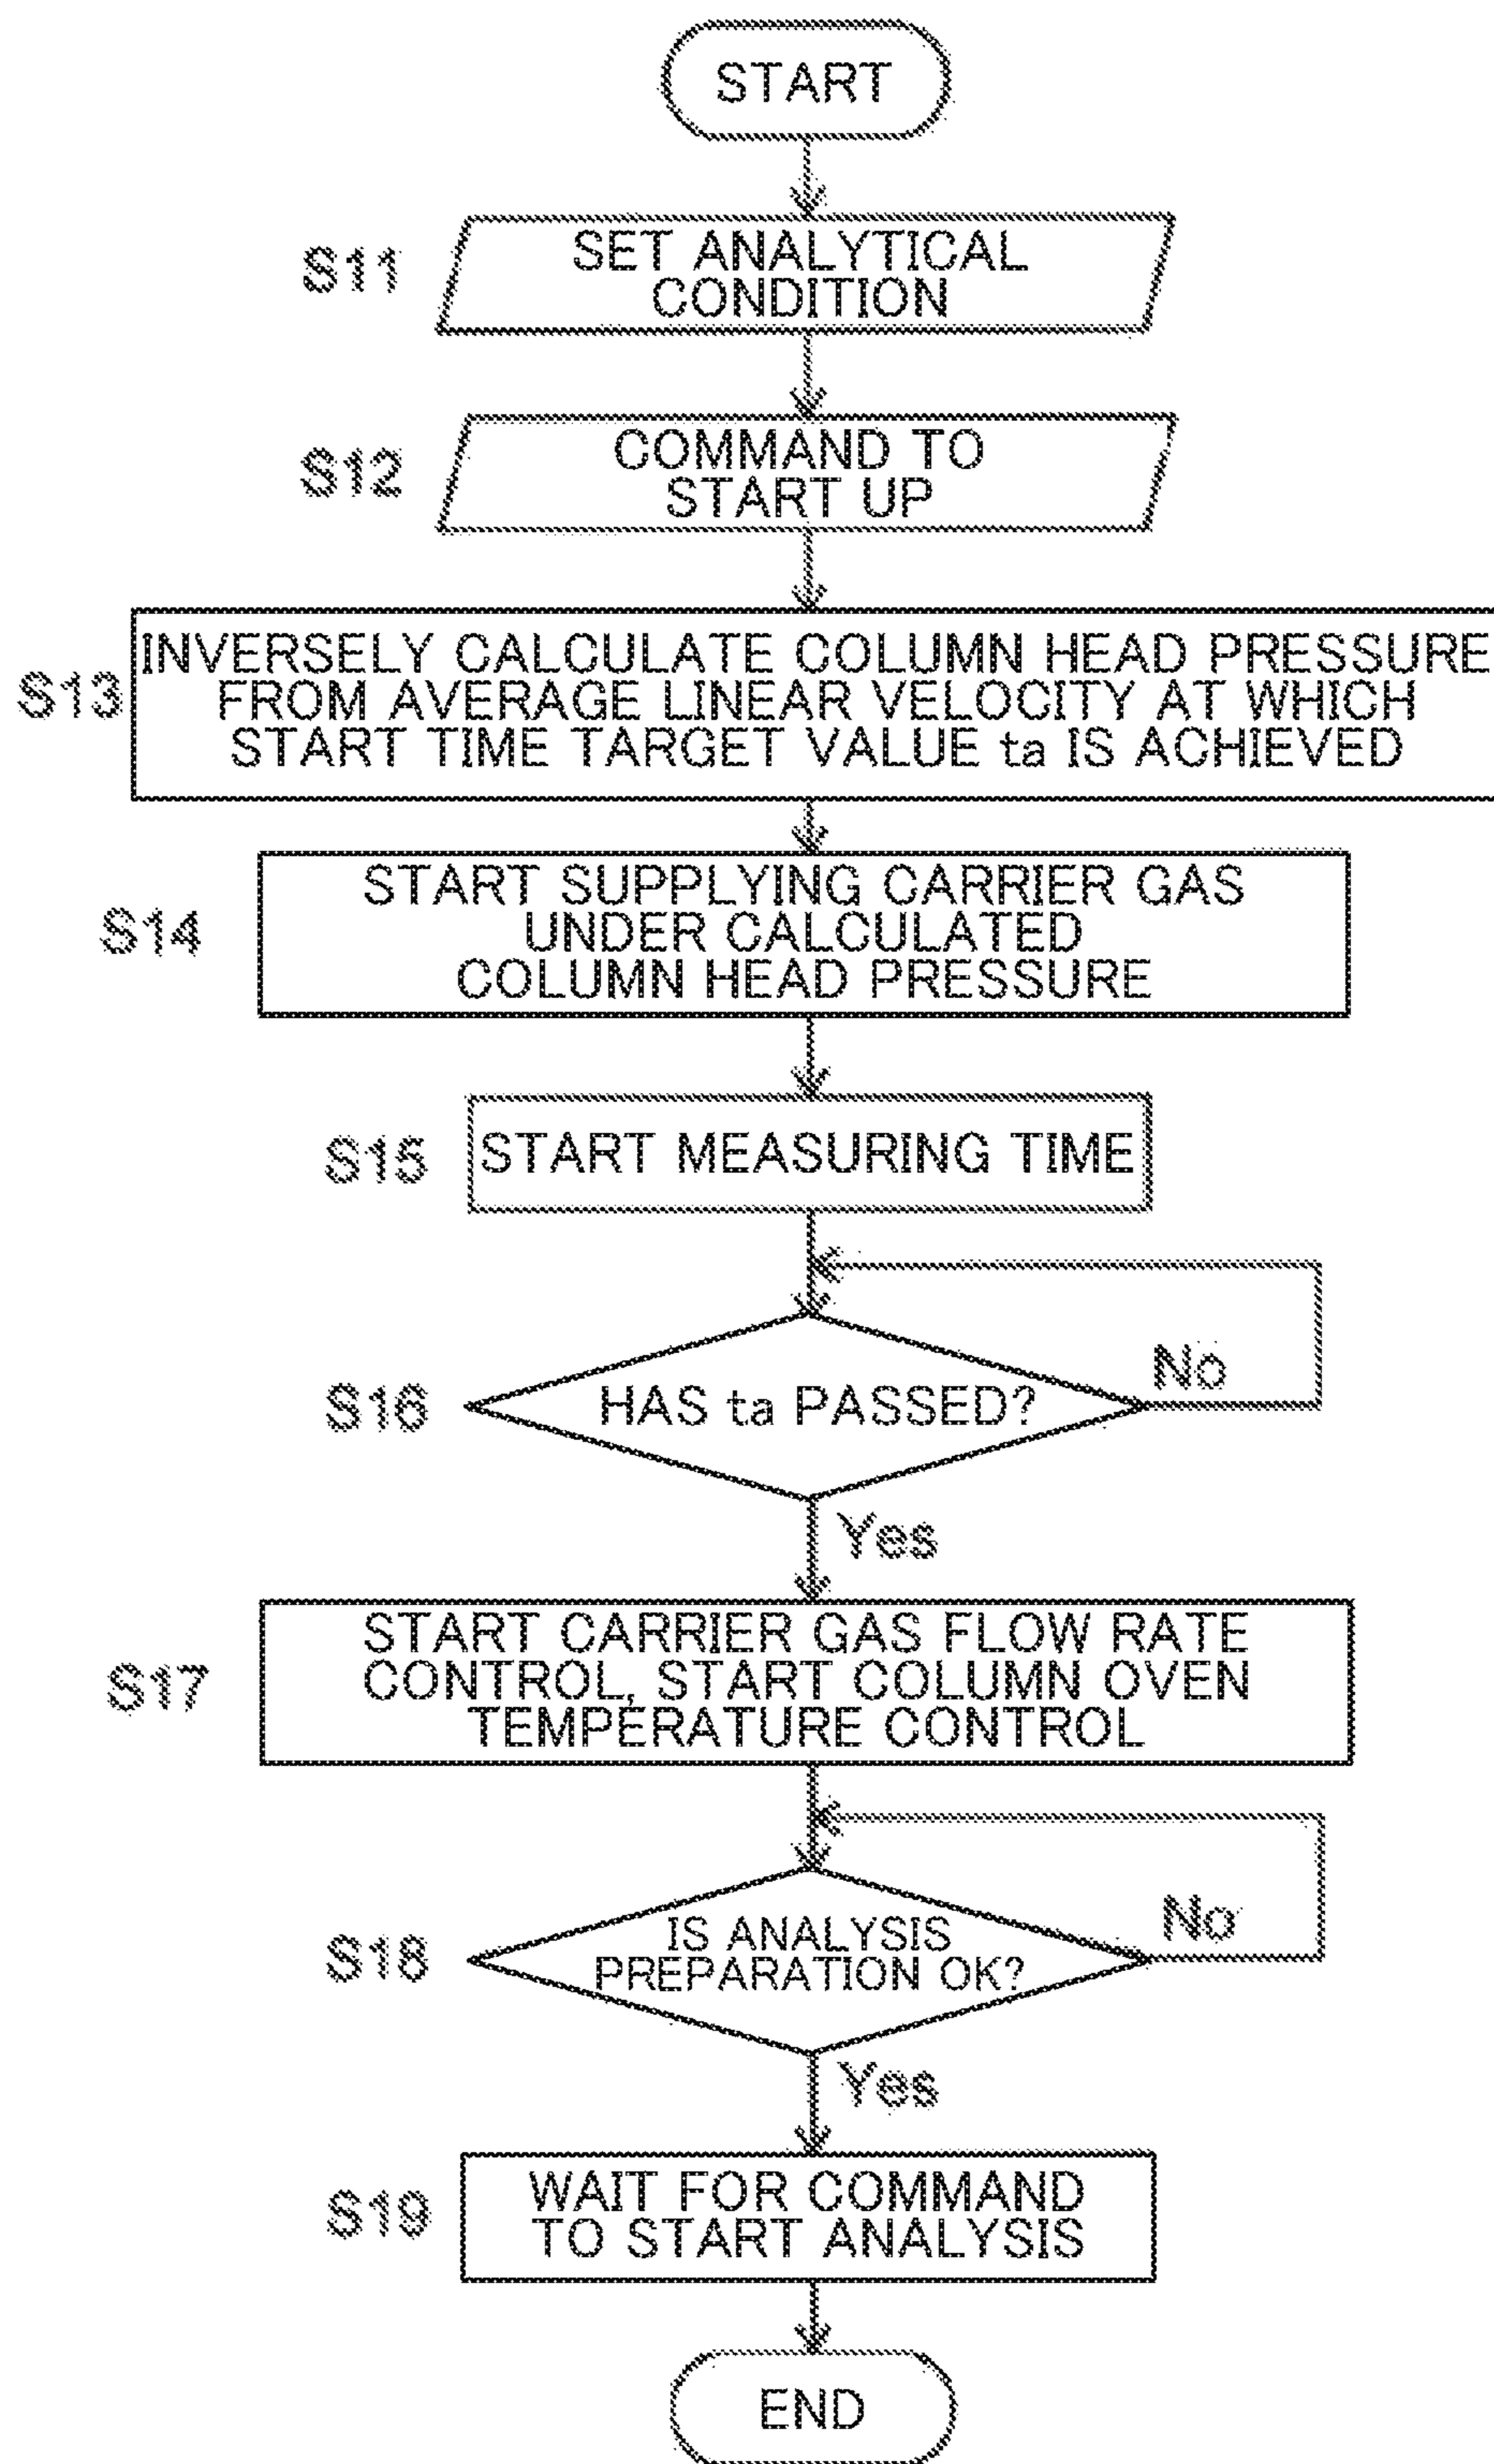 START
S11
SET ANALYTICAL
CONDITION
S12
COMMAND TO
START UP
S13
INVERSELY CALCULATE COLUMN HEAD PRESSURE
FROM AVERAGE LINEAR VELOCITY AT WHICH
START TIME TARGET VALUE ta IS ACHIEVED
S14
START SUPPLYING CARRIER GAS
UNDER CALCULATED
COLUMN HEAD PRESSURE
S15
START MEASURING TIME
S16
HAS ta PASSED?
No
Yes
S17
START CARRIER GAS FLOW RATE
CONTROL, START COLUMN OVEN
TEMPERATURE CONTROL
S18
IS ANALYSIS
PREPARATION OK?
No
Yes
S19
WAIT FOR COMMAND
TO START ANALYSIS
END